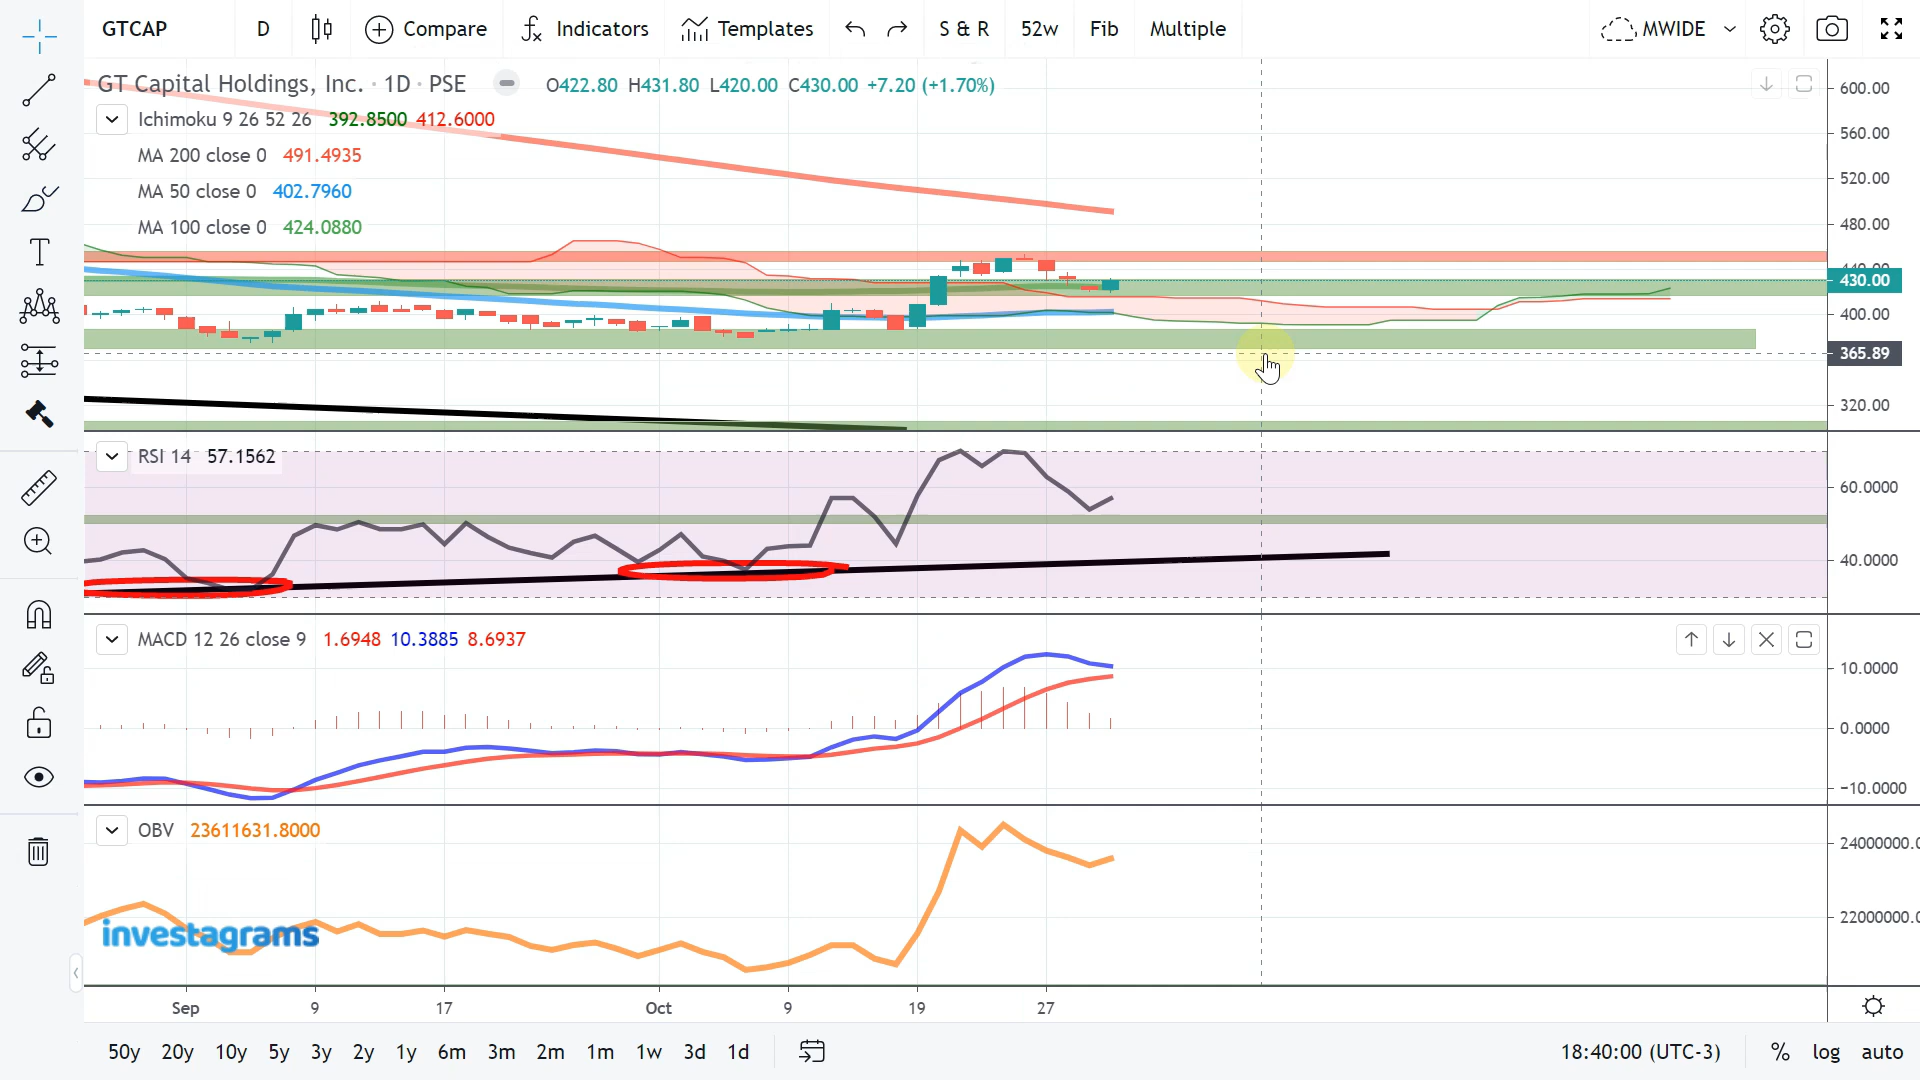 GTCAP D Compare Indicators Templates S & R 52w Fib Multiple MWIDE
GT Capital Holdings, Inc. · 1D · PSE O422.80 H431.80 L420.00 C430.00 +7.20 (+1.70%)
Ichimoku 9 26 52 26 392.8500 412.6000
MA 200 close 0 491.4935
MA 50 close 0 402.7960
MA 100 close 0 424.0880
600.00
560.00
520.00
480.00
440.00
430.00
400.00
365.89
320.00
RSI 14 57.1562
60.0000
40.0000
MACD 12 26 close 9 1.6948 10.3885 8.6937
10.0000
0.0000
−10.0000
OBV 23611631.8000
24000000.0
22000000.0
investagrams
Sep 9 17 Oct 9 19 27
50y 20y 10y 5y 3y 2y 1y 6m 3m 2m 1m 1w 3d 1d 18:40:00 (UTC-3) % log auto